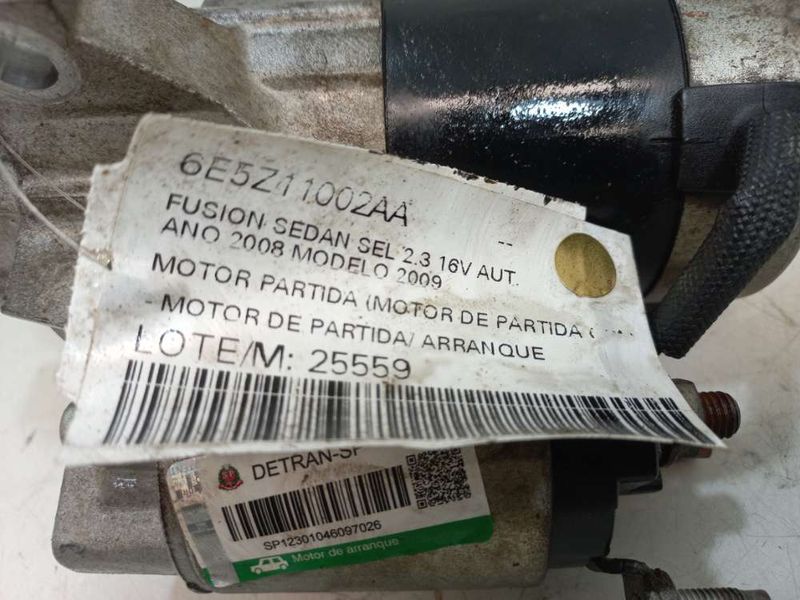 6E5Z11002AA
FUSION SEDAN SEL 2.3 16V AUT.
--
ANO 2008 MODELO 2009
MOTOR PARTIDA (MOTOR DE PARTIDA (
- MOTOR DE PARTIDA/ ARRANQUE
LOTE/M: 25559
DETRAN-SP
SP12301046097026
Motor de arranque